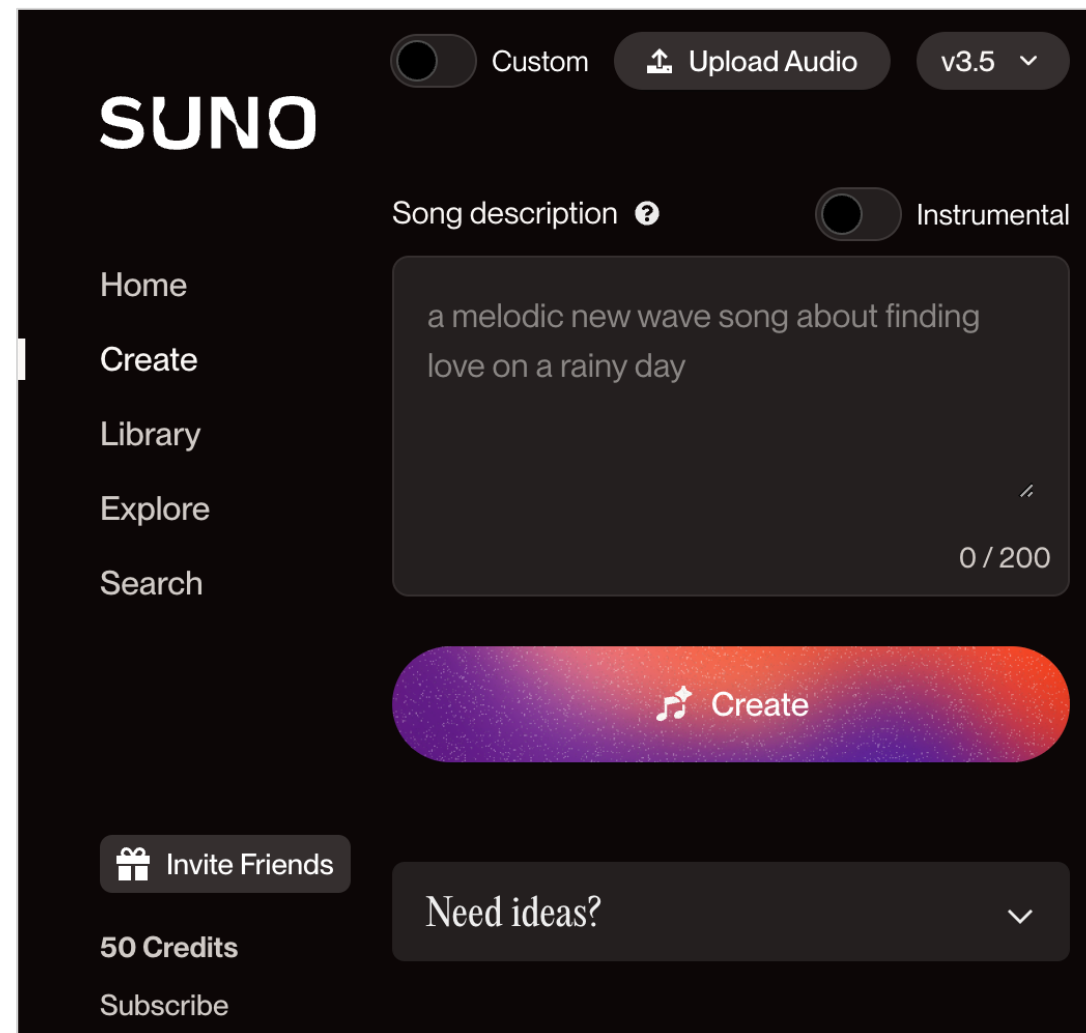 Custom
Upload Audio
v3.5
SUNO
Song description ?
Instrumental
Home
Create
Library
Explore
Search
a melodic new wave song about finding
love on a rainy day
0 / 200
Create
Invite Friends
50 Credits
Subscribe
Need ideas?